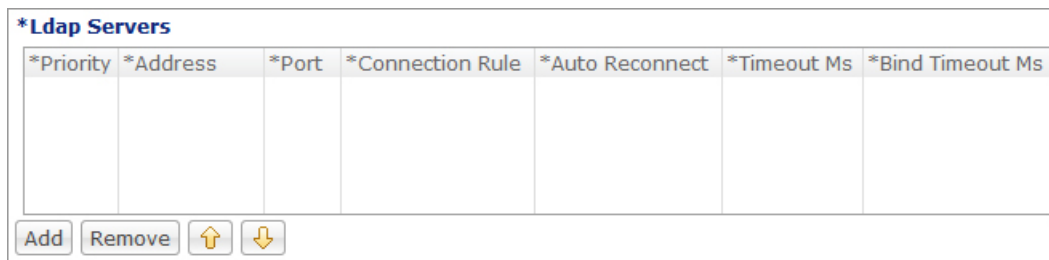 *Ldap Servers
*Priority *Address *Port *Connection Rule *Auto Reconnect *Timeout Ms *Bind Timeout Ms
Add Remove